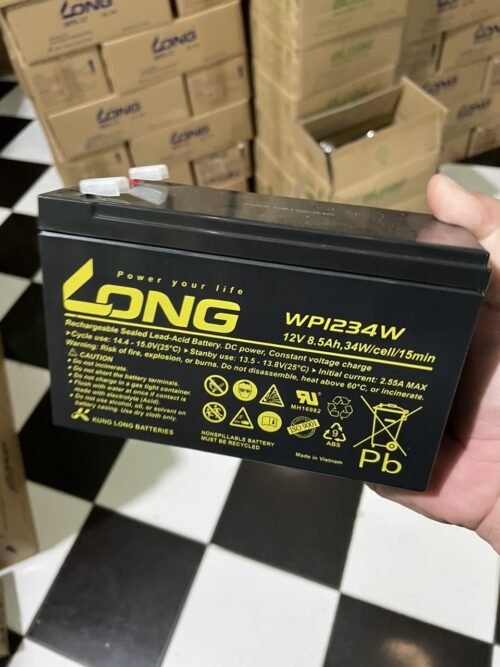 LONG
LONG
LONG
LONG
Power your life
LONG
WP1234W
12V 8.5Ah,34W/cell/15min
Rechargeable Sealed Lead-Acid Battery. DC power, Constant voltage charge
Cycle use: 14.4 - 15.0V(25°C) ▸ Stanby use: 13.5 - 13.8V(25°C) ▸ Initial current: 2.55A MAX
Warning: Risk of fire, explosion, or burns. Do not disassemble, heat above 60°C, or incinerate.
CAUTION
Do not incinerate.
Do not short the battery terminals.
Do not charge in a gas tight container.
Flush with water at once if
contact with electrolyte (Acid).
Do not use any oil, or solvent on
battery casing. Use dry cloth only.
KUNG LONG BATTERIES
NONSPILLABLE BATTERY
MUST BE RECYCLED
MH16982
ISO 9001
ABS
Made in Vietnam
Pb